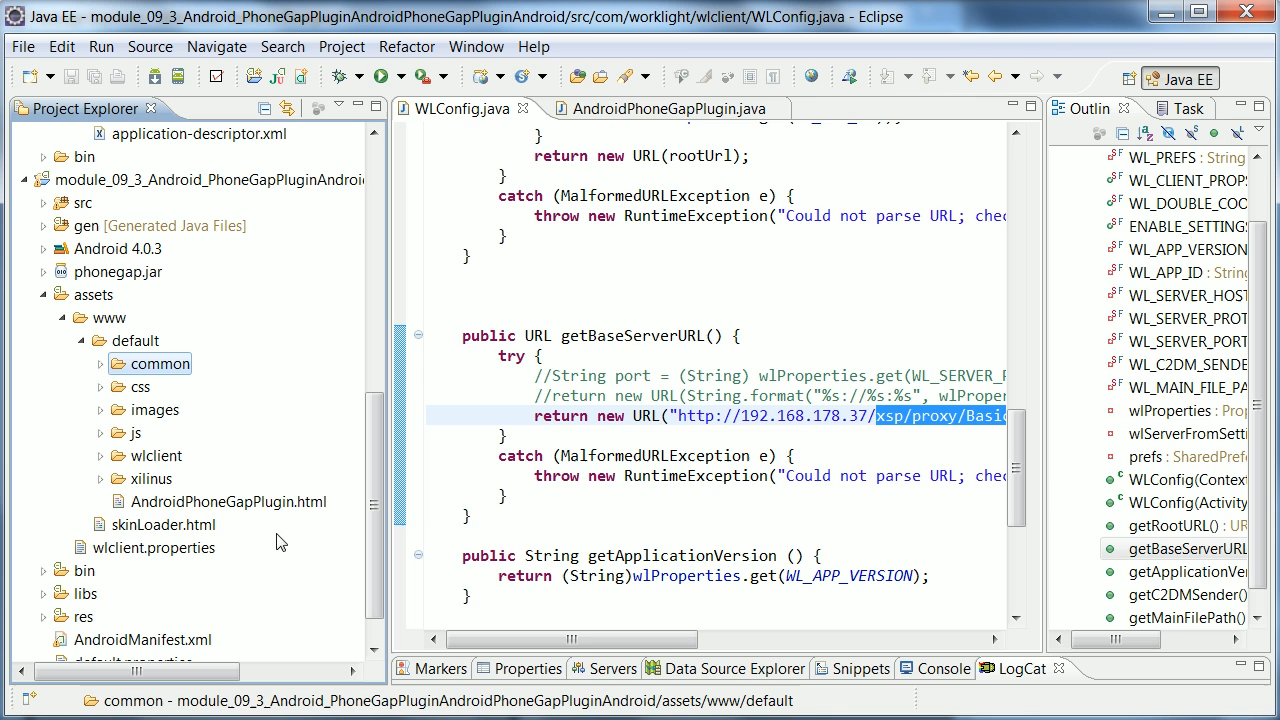 Java EE - module_09_3_Android_PhoneGapPluginAndroidPhoneGapPluginAndroid/src/com/worklight/wlclient/WLConfig.java - Eclipse
File Edit Run Source Navigate Search Project Refactor Window Help
Java EE
Project Explorer
application-descriptor.xml
bin
module_09_3_Android_PhoneGapPluginAndroi
src
gen [Generated Java Files]
Android 4.0.3
phonegap.jar
assets
www
default
common
css
images
js
wlclient
xilinus
AndroidPhoneGapPlugin.html
skinLoader.html
wlclient.properties
bin
libs
res
AndroidManifest.xml
default.properties
WLConfig.java
AndroidPhoneGapPlugin.java
}
return new URL(rootUrl);
}
catch (MalformedURLException e) {
throw new RuntimeException("Could not parse URL; chec
}
}
public URL getBaseServerURL() {
try {
//String port = (String) wlProperties.get(WL_SERVER_P
//return new URL(String.format("%s://%s:%s", wlProper
return new URL("http://192.168.178.37/xsp/proxy/Basic
}
catch (MalformedURLException e) {
throw new RuntimeException("Could not parse URL; chec
}
}
public String getApplicationVersion () {
return (String)wlProperties.get(WL_APP_VERSION);
}
Outlin
Task
WL_PREFS : String
WL_CLIENT_PROPS
WL_DOUBLE_COO
ENABLE_SETTINGS
WL_APP_VERSION
WL_APP_ID : String
WL_SERVER_HOST
WL_SERVER_PROT
WL_SERVER_PORT
WL_C2DM_SENDE
WL_MAIN_FILE_PA
wlProperties : Prop
wlServerFromSetti
prefs : SharedPrefe
WLConfig(Context
WLConfig(Activity
getRootURL() : UR
getBaseServerURL
getApplicationVer
getC2DMSender()
getMainFilePath()
Markers Properties Servers Data Source Explorer Snippets Console LogCat
common - module_09_3_Android_PhoneGapPluginAndroidPhoneGapPluginAndroid/assets/www/default